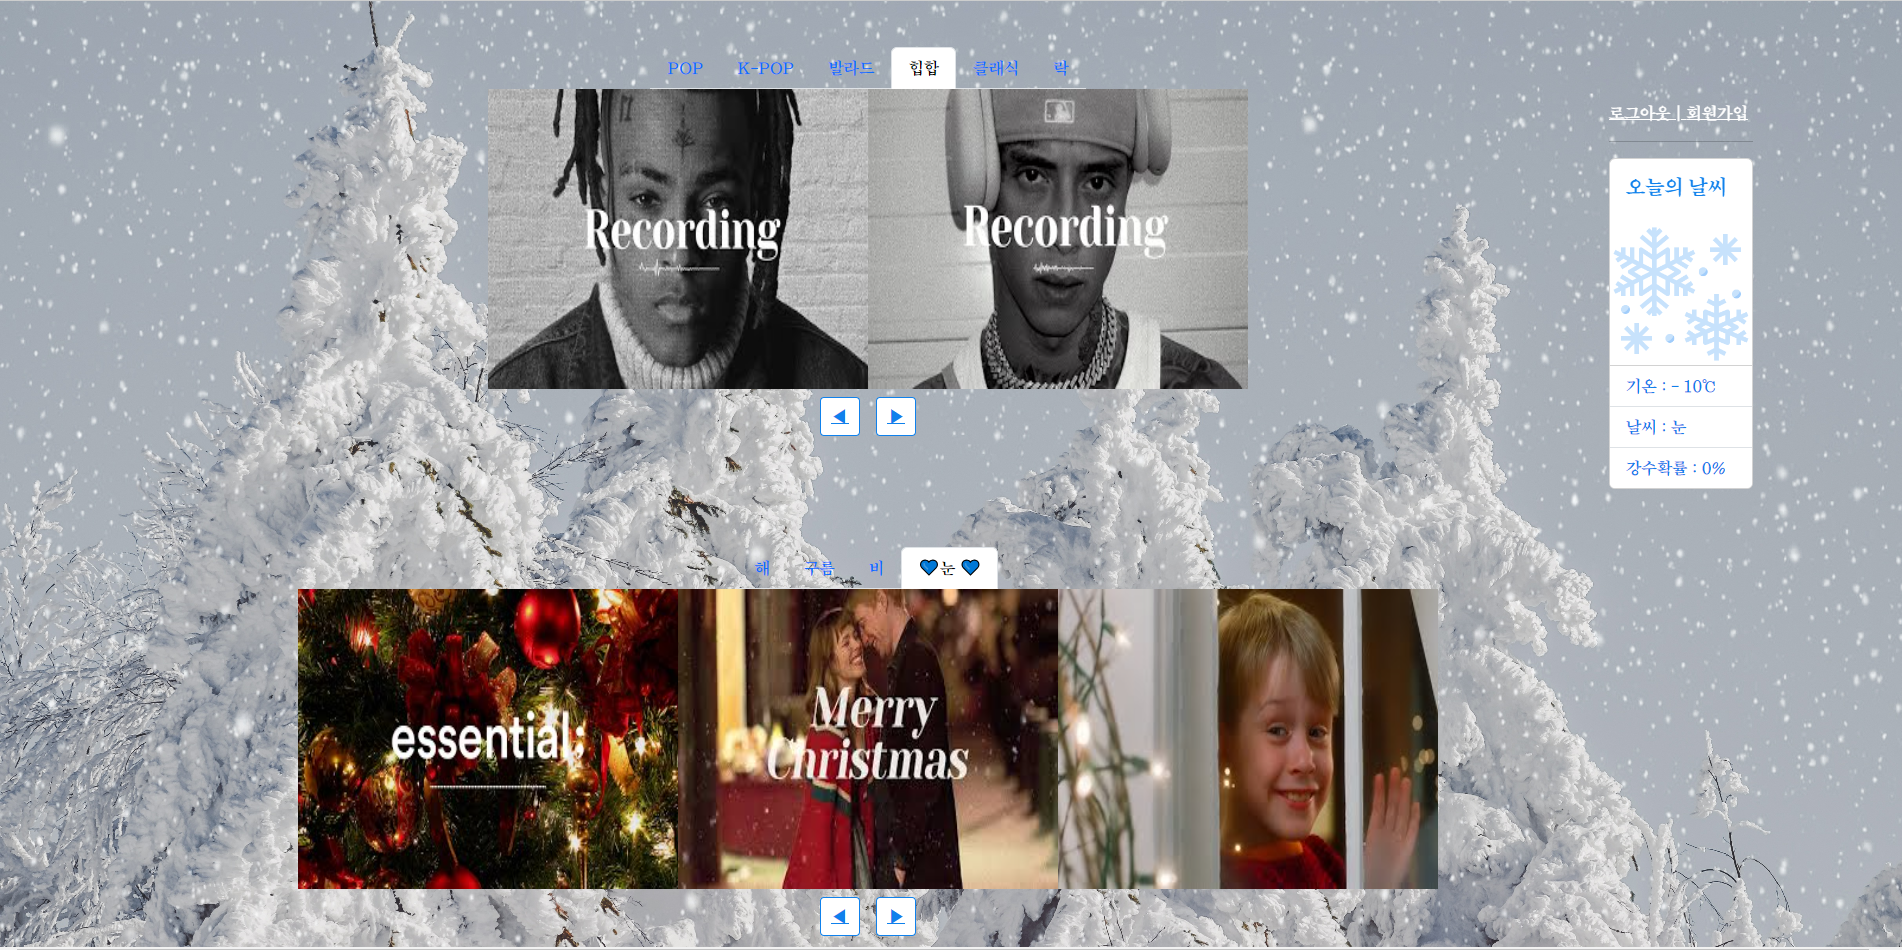 POP K-POP 발라드 힙합 클래식 락
Recording
Recording
◀ ▶
로그아웃 | 회원가입
오늘의 날씨
기온 : - 10℃
날씨 : 눈
강수확률 : 0%
해 구름 비 💙눈 💙
essential;
Merry
Christmas
◀ ▶